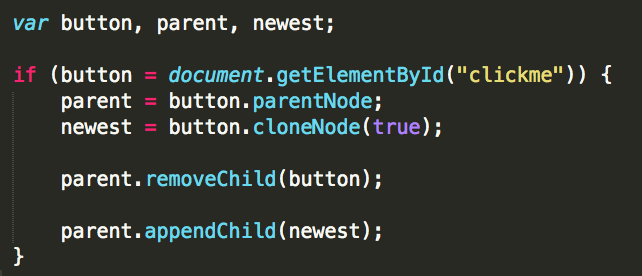 var button, parent, newest;
if (button = document.getElementById("clickme")) {
parent = button.parentNode;
newest = button.cloneNode(true);
parent.removeChild(button);
parent.appendChild(newest);
}